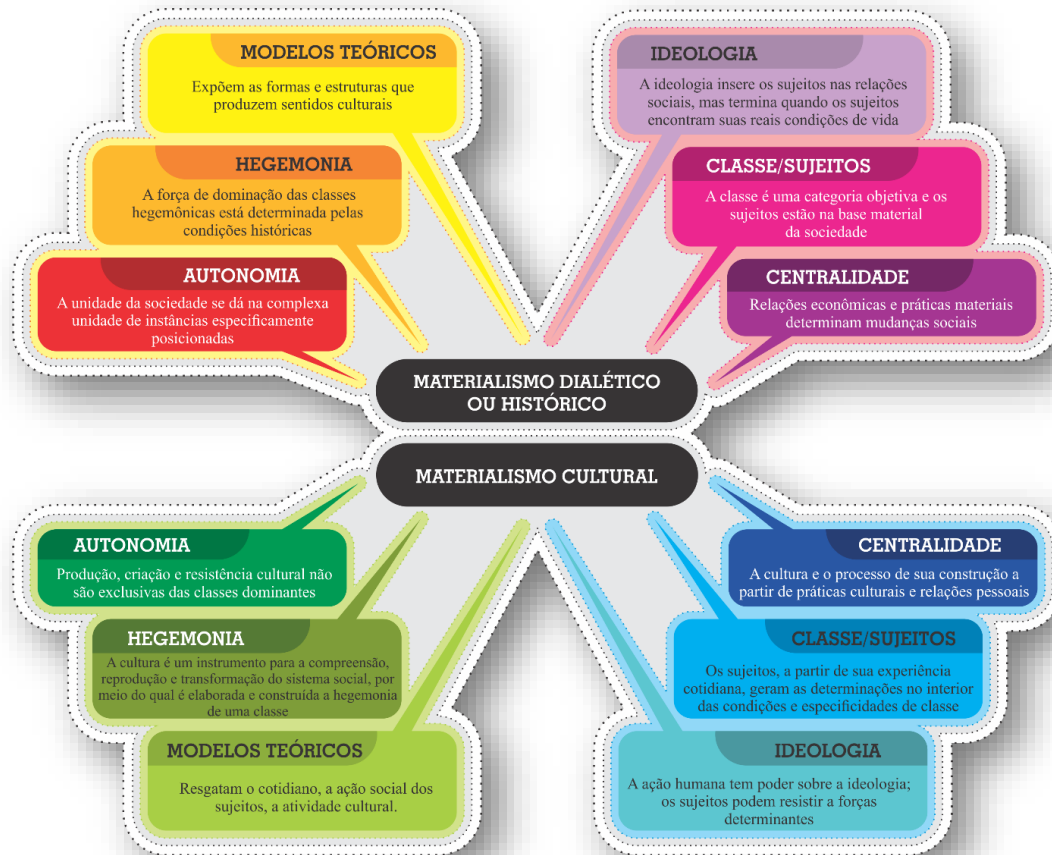 MODELOS TEÓRICOS
Expõem as formas e estruturas que
produzem sentidos culturais
HEGEMONIA
A força de dominação das classes
hegemônicas está determinada pelas
condições históricas
AUTONOMIA
A unidade da sociedade se dá na complexa
unidade de instâncias especificamente
posicionadas
IDEOLOGIA
A ideologia insere os sujeitos nas relações
sociais, mas termina quando os sujeitos
encontram suas reais condições de vida
CLASSE/SUJEITOS
A classe é uma categoria objetiva e os
sujeitos estão na base material
da sociedade
CENTRALIDADE
Relações econômicas e práticas materiais
determinam mudanças sociais
MATERIALISMO DIALÉTICO
OU HISTÓRICO
MATERIALISMO CULTURAL
AUTONOMIA
Produção, criação e resistência cultural não
são exclusivas das classes dominantes
HEGEMONIA
A cultura é um instrumento para a compreensão,
reprodução e transformação do sistema social, por
meio do qual é elaborada e construída a hegemonia
de uma classe
MODELOS TEÓRICOS
Resgatam o cotidiano, a ação social dos
sujeitos, a atividade cultural.
CENTRALIDADE
A cultura e o processo de sua construção a
partir de práticas culturais e relações pessoais
CLASSE/SUJEITOS
Os sujeitos, a partir de sua experiência
cotidiana, geram as determinações no interior
das condições e especificidades de classe
IDEOLOGIA
A ação humana tem poder sobre a ideologia;
os sujeitos podem resistir a forças
determinantes